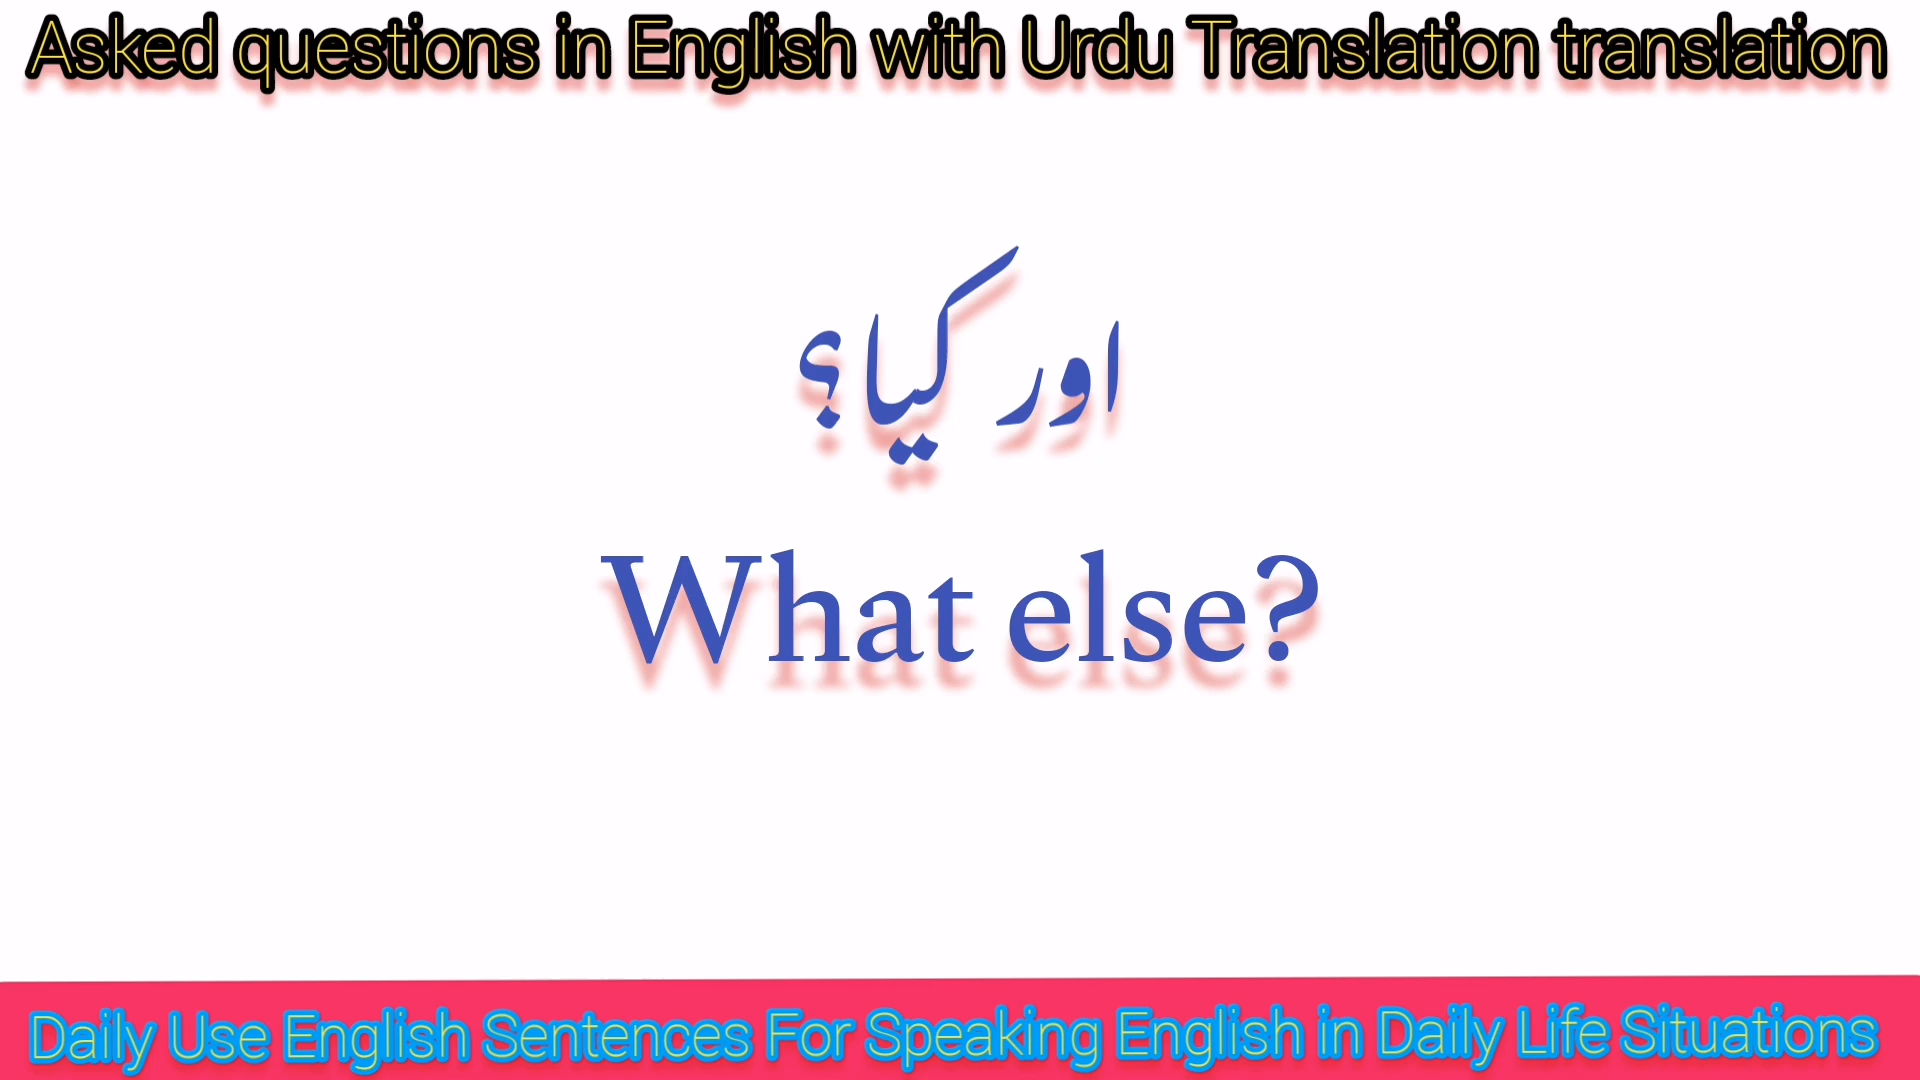 Asked questions in English with Urdu Translation translation
اور کیا؟
What else?
Daily Use English Sentences For Speaking English in Daily Life Situations